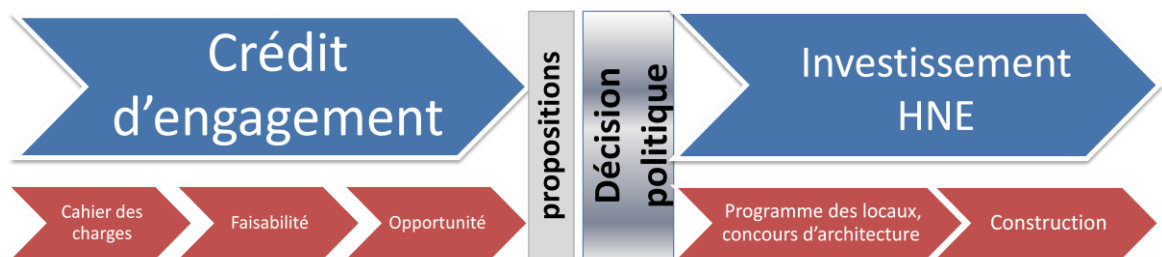 Crédit
d'engagement
propositions
Décision
politique
Investissement
HNE
Cahier des
charges
Faisabilité
Opportunité
Programme des locaux,
concours d'architecture
Construction